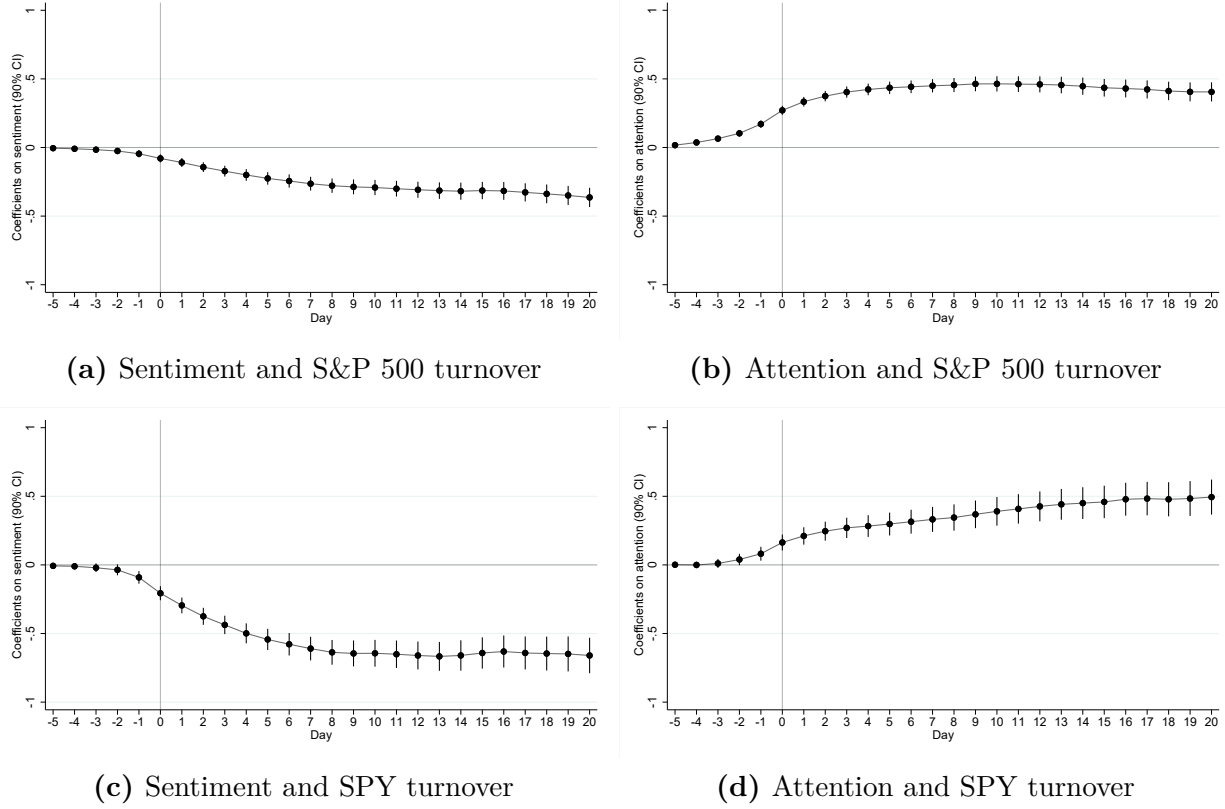 Coefficients on sentiment (90% CI)
1
.5
0
-.5
-1
-5 -4 -3 -2 -1 0 1 2 3 4 5 6 7 8 9 10 11 12 13 14 15 16 17 18 19 20
Day
(a) Sentiment and S&P 500 turnover
Coefficients on attention (90% CI)
1
.5
0
-.5
-1
-5 -4 -3 -2 -1 0 1 2 3 4 5 6 7 8 9 10 11 12 13 14 15 16 17 18 19 20
Day
(b) Attention and S&P 500 turnover
Coefficients on sentiment (90% CI)
1
.5
0
-.5
-1
-5 -4 -3 -2 -1 0 1 2 3 4 5 6 7 8 9 10 11 12 13 14 15 16 17 18 19 20
Day
(c) Sentiment and SPY turnover
Coefficients on attention (90% CI)
1
.5
0
-.5
-1
-5 -4 -3 -2 -1 0 1 2 3 4 5 6 7 8 9 10 11 12 13 14 15 16 17 18 19 20
Day
(d) Attention and SPY turnover